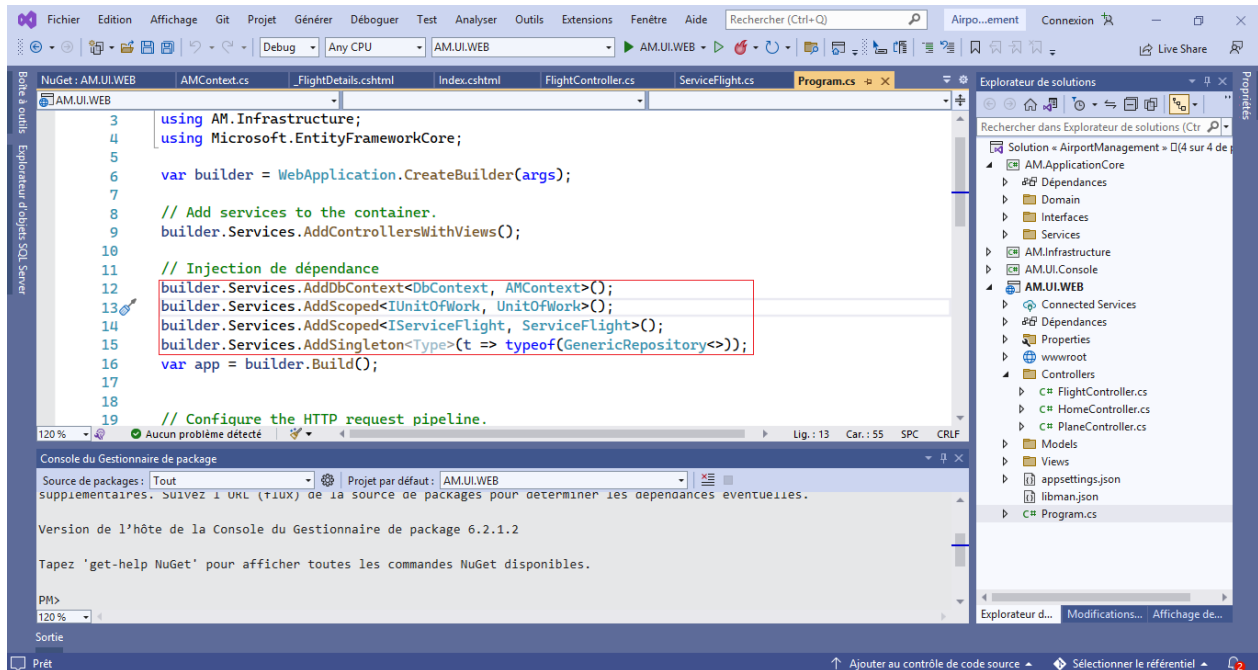 Fichier Edition Affichage Git Projet Générer Déboguer Test Analyser Outils Extensions Fenêtre Aide Rechercher (Ctrl+Q) Airpo...ement Connexion
Debug Any CPU AM.UI.WEB AM.UI.WEB Live Share
Boîte à outils
Explorateur d'objets SQL Server
NuGet : AM.UI.WEB AMContext.cs _FlightDetails.cshtml Index.cshtml FlightController.cs ServiceFlight.cs Program.cs
AM.UI.WEB
3 using AM.Infrastructure;
4 using Microsoft.EntityFrameworkCore;
5
6 var builder = WebApplication.CreateBuilder(args);
7
8 // Add services to the container.
9 builder.Services.AddControllersWithViews();
10
11 // Injection de dépendance
12 builder.Services.AddDbContext<DbContext, AMContext>();
13 builder.Services.AddScoped<IUnitOfWork, UnitOfWork>();
14 builder.Services.AddScoped<IServiceFlight, ServiceFlight>();
15 builder.Services.AddSingleton<Type>(t => typeof(GenericRepository<>));
16 var app = builder.Build();
17
18
19 // Configure the HTTP request pipeline.
120 % Aucun problème détecté Lig. : 13 Car. : 55 SPC CRLF
Console du Gestionnaire de package
Source de packages : Tout Projet par défaut : AM.UI.WEB
supplémentaires. Suivez l'URL (flux) de la source de packages pour déterminer les dépendances éventuelles.
Version de l'hôte de la Console du Gestionnaire de package 6.2.1.2
Tapez 'get-help NuGet' pour afficher toutes les commandes NuGet disponibles.
PM>
120 %
Sortie
Explorateur de solutions
Rechercher dans Explorateur de solutions (Ctr
Solution « AirportManagement » (4 sur 4 de
AM.ApplicationCore
Dépendances
Domain
Interfaces
Services
AM.Infrastructure
AM.UI.Console
AM.UI.WEB
Connected Services
Dépendances
Properties
wwwroot
Controllers
C# FlightController.cs
C# HomeController.cs
C# PlaneController.cs
Models
Views
appsettings.json
libman.json
C# Program.cs
Explorateur d... Modifications... Affichage de...
Propriétés
Prêt Ajouter au contrôle de code source Sélectionner le référentiel 2